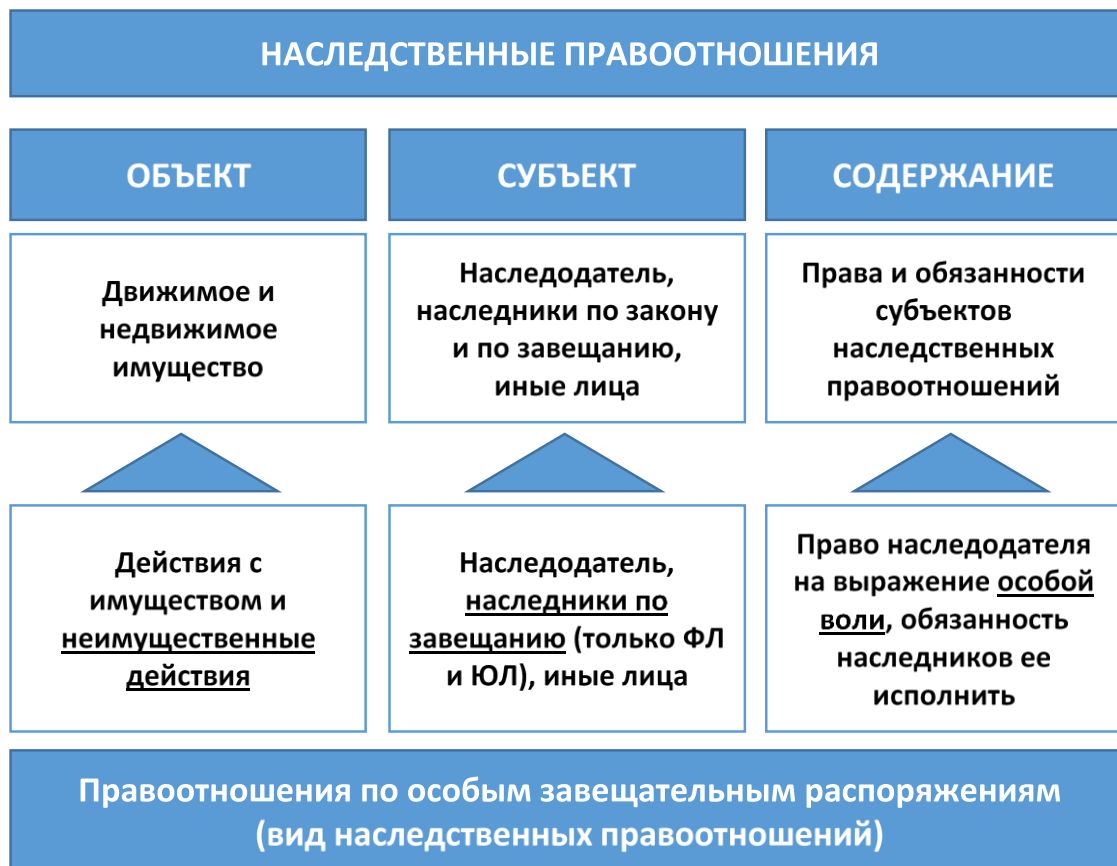 НАСЛЕДСТВЕННЫЕ ПРАВООТНОШЕНИЯ
ОБЪЕКТ
СУБЪЕКТ
СОДЕРЖАНИЕ
Движимое и
недвижимое
имущество
Наследодатель,
наследники по закону
и по завещанию,
иные лица
Права и обязанности
субъектов
наследственных
правоотношений
Действия с
имуществом и
неимущественные
действия
Наследодатель,
наследники по
завещанию (только ФЛ
и ЮЛ), иные лица
Право наследодателя
на выражение особой
воли, обязанность
наследников ее
исполнить
Правоотношения по особым завещательным распоряжениям
(вид наследственных правоотношений)